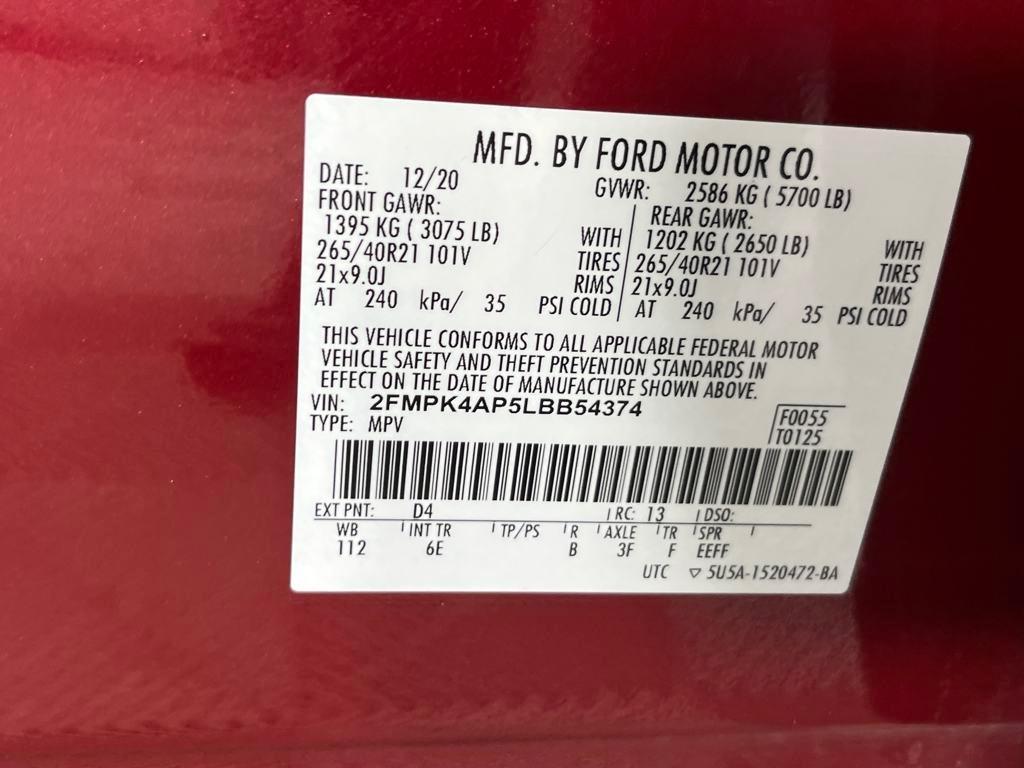 MFD. BY FORD MOTOR CO.
DATE: 12/20 GVWR: 2586 KG ( 5700 LB)
FRONT GAWR: REAR GAWR:
1395 KG ( 3075 LB) WITH 1202 KG ( 2650 LB) WITH
265/40R21 101V TIRES 265/40R21 101V TIRES
21x9.0J RIMS 21x9.0J RIMS
AT 240 kPa/ 35 PSI COLD AT 240 kPa/ 35 PSI COLD
THIS VEHICLE CONFORMS TO ALL APPLICABLE FEDERAL MOTOR
VEHICLE SAFETY AND THEFT PREVENTION STANDARDS IN
EFFECT ON THE DATE OF MANUFACTURE SHOWN ABOVE.
VIN: 2FMPK4AP5LBB54374 F0055
TYPE: MPV T0125
EXT PNT: D4 RC: 13 DSO:
WB INT TR TP/PS R AXLE TR SPR
112 6E B 3F F EEFF
UTC ▽ 5U5A-1520472-BA